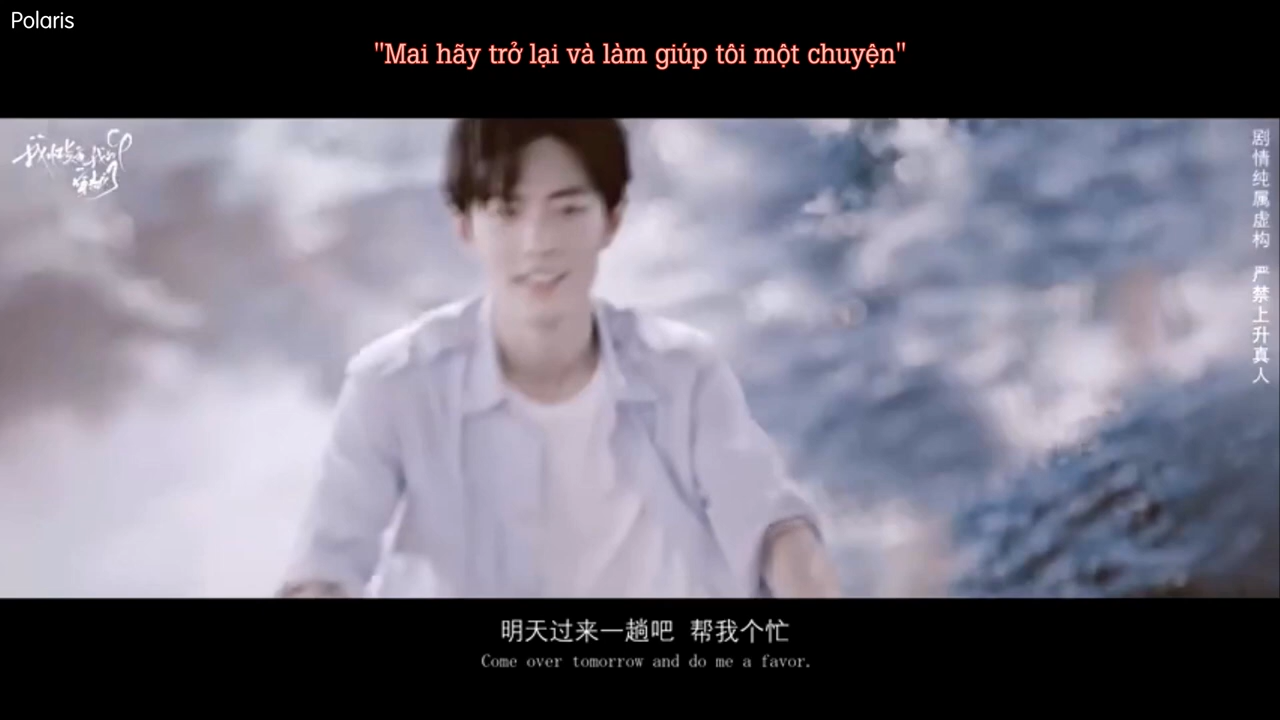 Polaris
"Mai hãy trở lại và làm giúp tôi một chuyện"
剧情纯属虚构 严禁上升真人
明天过来一趟吧 帮我个忙
Come over tomorrow and do me a favor.